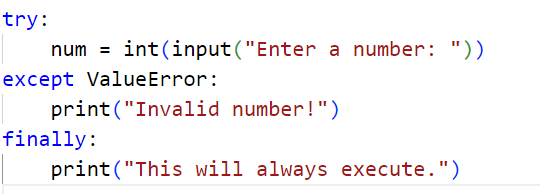 try:
    num = int(input("Enter a number: "))
except ValueError:
    print("Invalid number!")
finally:
    print("This will always execute.")